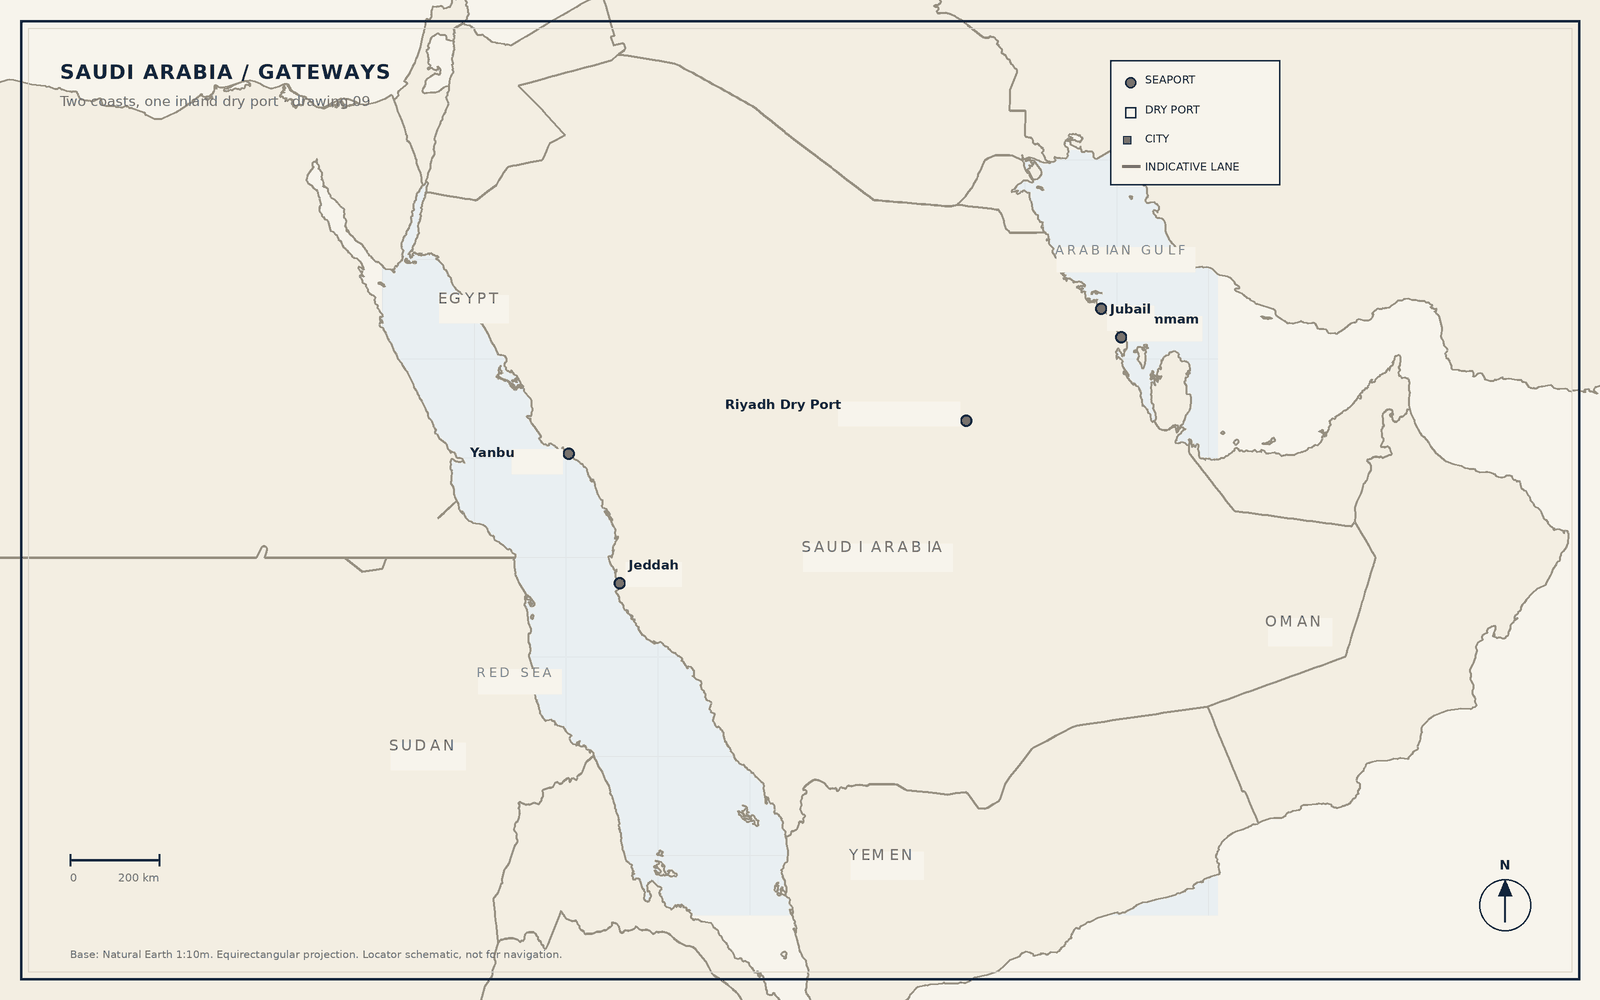 SAUDI ARABIA / GATEWAYS
Two coasts, one inland dry port · drawing 09
SEAPORT
DRY PORT
CITY
INDICATIVE LANE
ARABIAN GULF
EGYPT
Jubail
mmam
Riyadh Dry Port
Yanbu
SAUDI ARABIA
Jeddah
OMAN
RED SEA
SUDAN
YEMEN
0 200 km
N
Base: Natural Earth 1:10m. Equirectangular projection. Locator schematic, not for navigation.